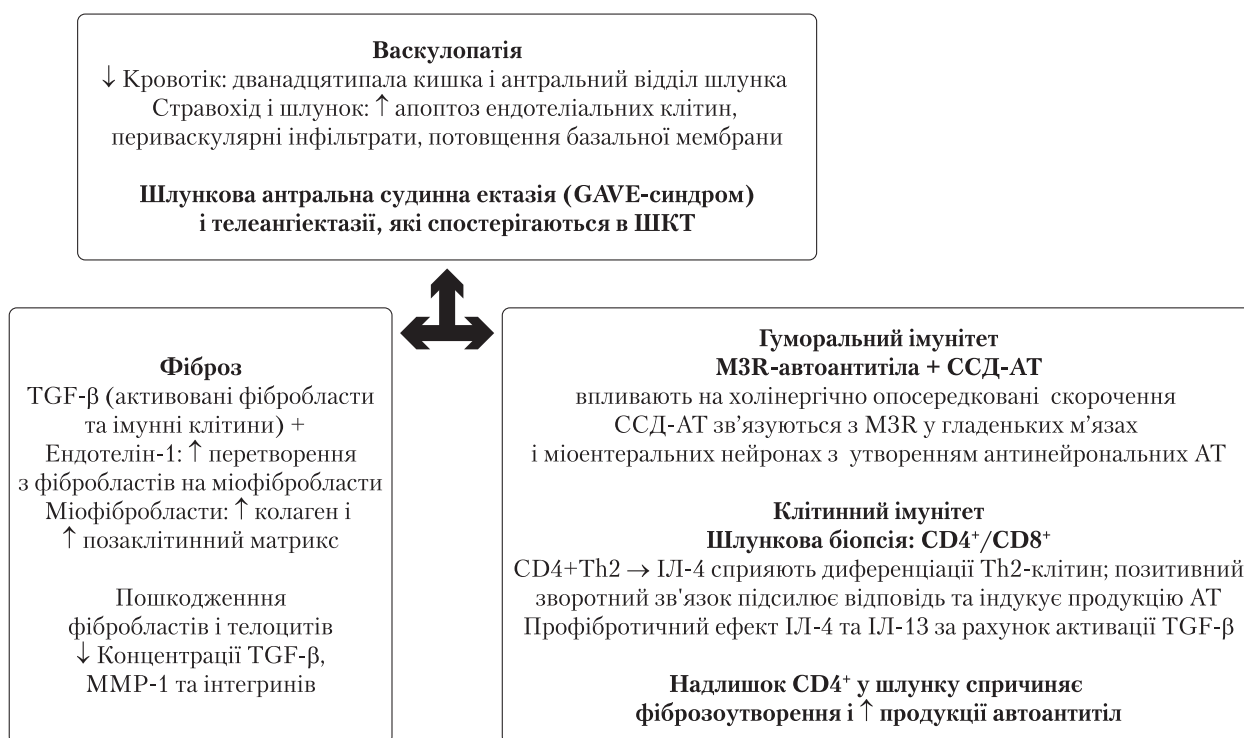 Васкулопатія
↓ Кровотік: дванадцятипала кишка і антральний відділ шлунка
Стравохід і шлунок: ↑ апоптоз ендотеліальних клітин,
периваскулярні інфільтрати, потовщення базальної мембрани
Шлункова антральна судинна ектазія (GAVE-синдром)
і телеангіектазії, які спостерігаються в ШКТ
Фіброз
TGF-β (активовані фібробласти
та імунні клітини) +
Ендотелін-1: ↑ перетворення
з фібробластів на міофібробласти
Міофібробласти: ↑ колаген і
↑ позаклітинний матрикс
Пошкодженння
фібробластів і телоцитів
↓ Концентрації TGF-β,
MMP-1 та інтегринів
Гуморальний імунітет
M3R-автоантитіла + ССД-АТ
впливають на холінергічно опосередковані скорочення
ССД-АТ зв’язуються з M3R у гладеньких м’язах
і міоентеральних нейронах з утворенням антинейрональних АТ
Клітинний імунітет
Шлункова біопсія: CD4⁺/CD8⁺
CD4+Th2 → ІЛ-4 сприяють диференціації Th2-клітин; позитивний
зворотний зв'язок підсилює відповідь та індукує продукцію АТ
Профібротичний ефект ІЛ-4 та ІЛ-13 за рахунок активації TGF-β
Надлишок CD4⁺ у шлунку спричиняє
фіброзоутворення і ↑ продукції автоантитіл